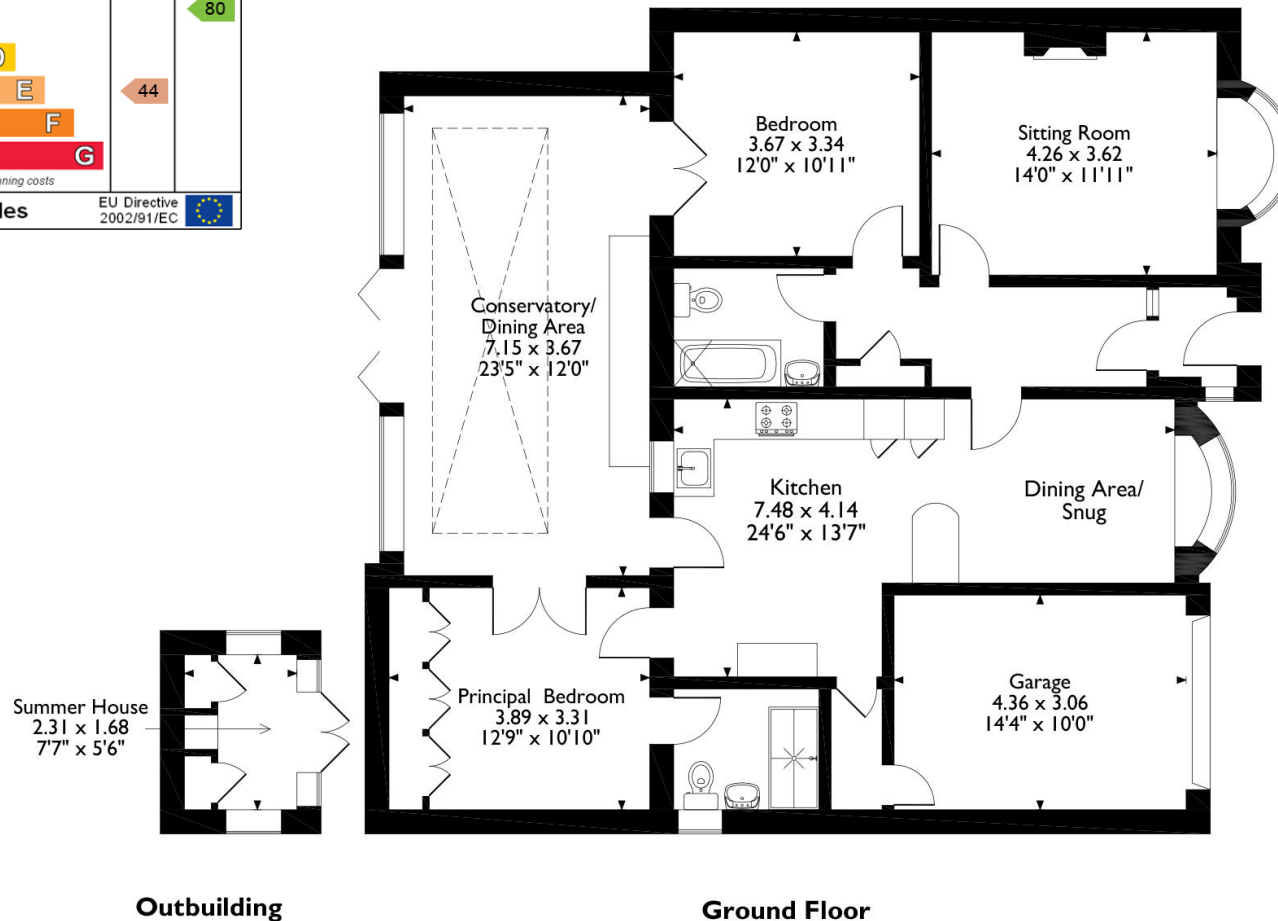 80
D
E
44
F
G
EU Directive
2002/91/EC
Bedroom
3.67 x 3.34
12'0" x 10'11"
Sitting Room
4.26 x 3.62
14'0" x 11'11"
Conservatory/
Dining Area
7.15 x 3.67
23'5" x 12'0"
Kitchen
7.48 x 4.14
24'6" x 13'7"
Dining Area/
Snug
Summer House
2.31 x 1.68
7'7" x 5'6"
Principal Bedroom
3.89 x 3.31
12'9" x 10'10"
Garage
4.36 x 3.06
14'4" x 10'0"
Outbuilding
Ground Floor